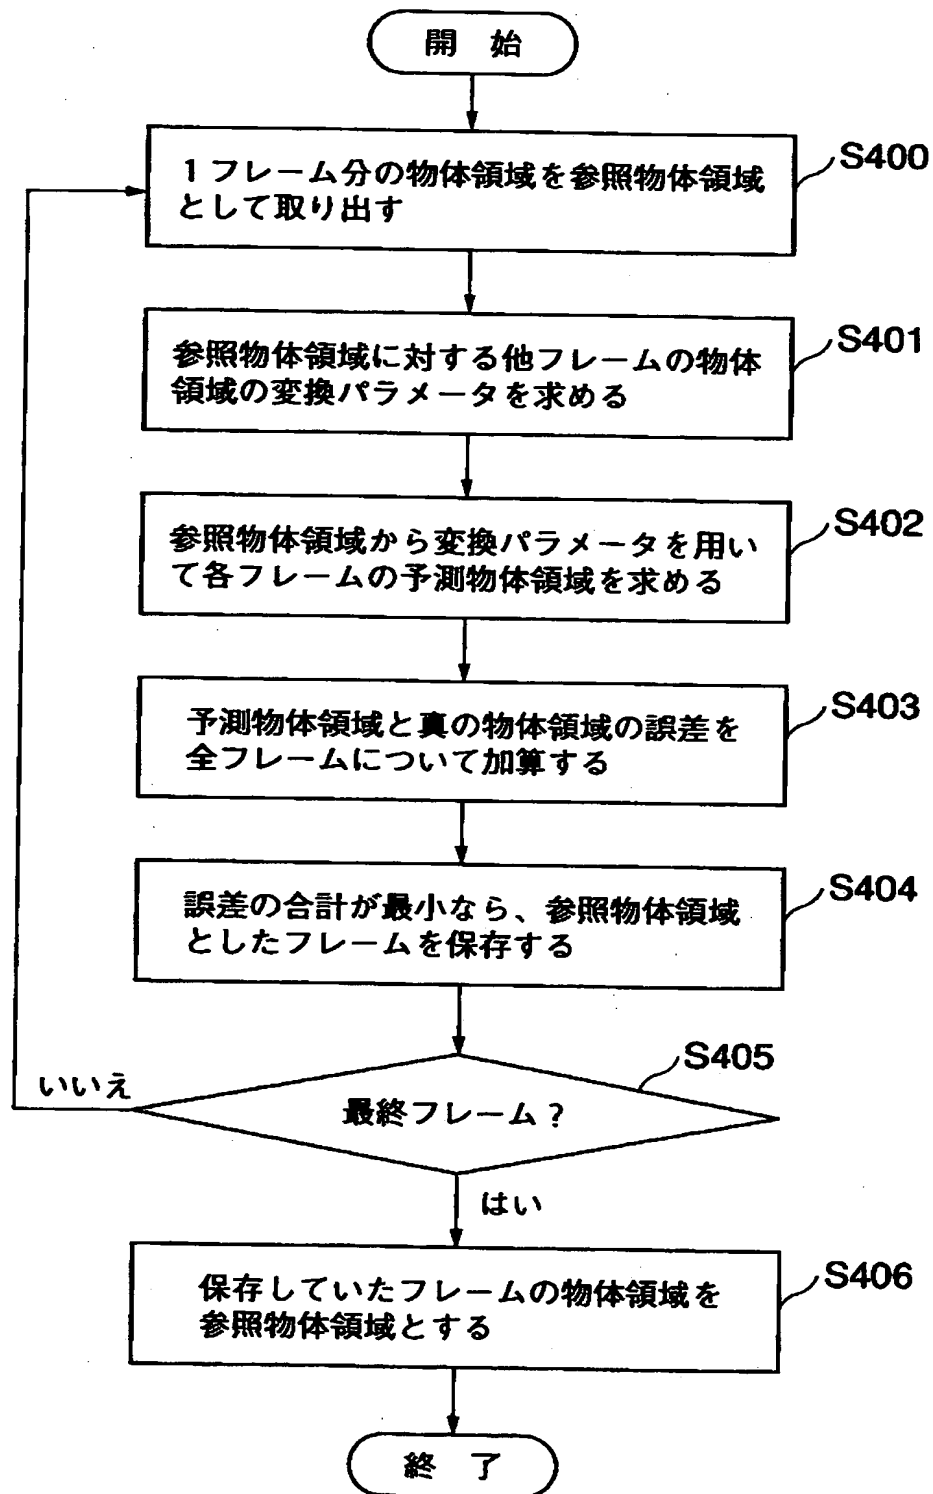 開 始
1フレーム分の物体領域を参照物体領域
として取り出す
S400
参照物体領域に対する他フレームの物体
領域の変換パラメータを求める
S401
参照物体領域から変換パラメータを用い
て各フレームの予測物体領域を求める
S402
予測物体領域と真の物体領域の誤差を
全フレームについて加算する
S403
誤差の合計が最小なら、参照物体領域
としたフレームを保存する
S404
S405
いいえ
最終フレーム?
はい
保存していたフレームの物体領域を
参照物体領域とする
S406
終 了